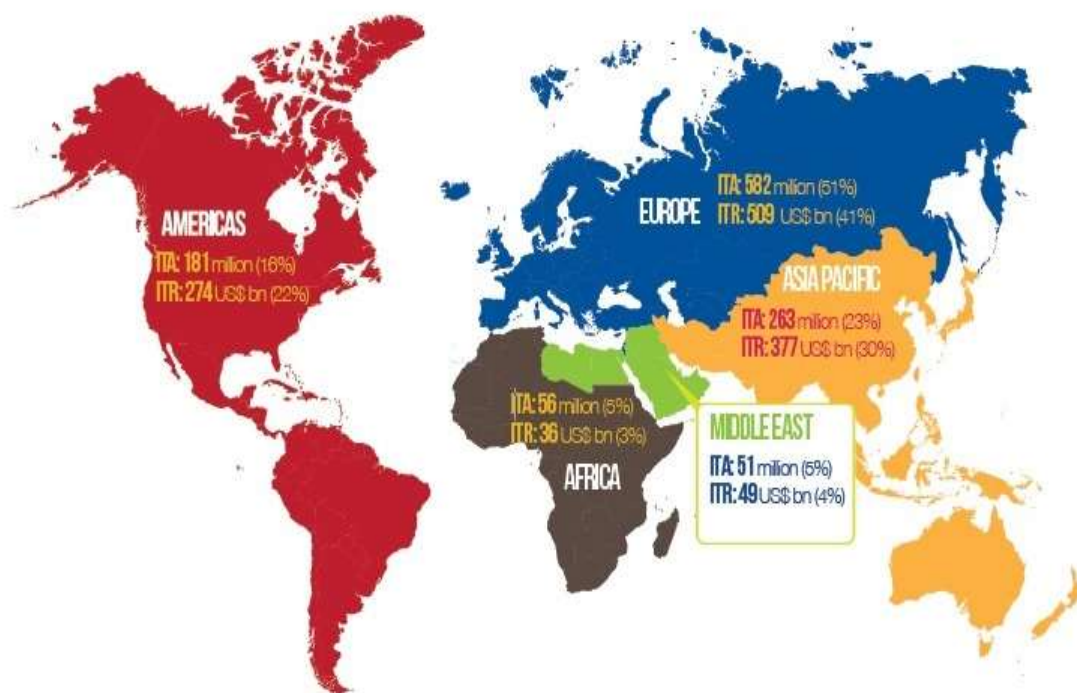 AMERICAS
ITA: 181 million (16%)
ITR: 274 US$ bn (22%)
EUROPE
ITA: 582 million (51%)
ITR: 509 US$ bn (41%)
ASIA PACIFIC
ITA: 263 million (23%)
ITR: 377 US$ bn (30%)
ITA: 56 million (5%)
ITR: 36 US$ bn (3%)
AFRICA
MIDDLE EAST
ITA: 51 million (5%)
ITR: 49 US$ bn (4%)